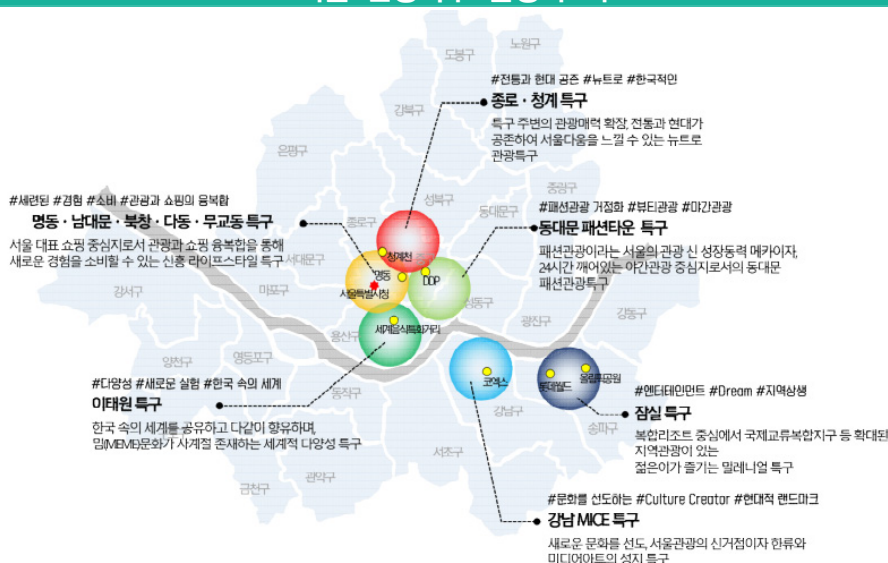 도봉구
노원구
#전통과 현대 공존 #뉴트로 #한국적인
종로 · 청계 특구
특구 주변의 관광매력 확장, 전통과 현대가
공존하여 서울다움을 느낄 수 있는 뉴트로
관광특구
강북구
은평구
성북구
중랑구
#세련된 #경험 #소비 #관광과 쇼핑의 융복합
명동 · 남대문 · 북창 · 다동 · 무교동 특구
서울 대표 쇼핑 중심지로서 관광과 쇼핑 융복합을 통해
새로운 경험을 소비할 수 있는 신흥 라이프스타일 특구
종로구
동대문구
서대문구
#패션관광 거점화 #뷰티관광 #야간관광
동대문 패션타운 특구
패션관광이라는 서울의 관광 신 성장동력 메카이자,
24시간 깨어있는 야간관광 중심지로서의 동대문
패션관광특구
청계천
명동
DDP
서울특별시청
강서구
마포구
성동구
광진구
강동구
용산구
세계음식특화거리
양천구
영등포구
동작구
코엑스
롯데월드
올림픽공원
#다양성 #새로운 실험 #한국 속의 세계
이태원 특구
한국 속의 세계를 공유하고 다같이 향유하며,
밈(MEME)문화가 사계절 존재하는 세계적 다양성 특구
강남구
송파구
#엔터테인먼트 #Dream #지역상생
잠실 특구
복합리조트 중심에서 국제교류복합지구 등 확대된
지역관광이 있는
젊은이가 즐기는 밀레니얼 특구
서초구
관악구
금천구
#문화를 선도하는 #Culture Creator #현대적 랜드마크
강남 MICE 특구
새로운 문화를 선도, 서울관광의 신거점이자 한류와
미디어아트의 성지 특구